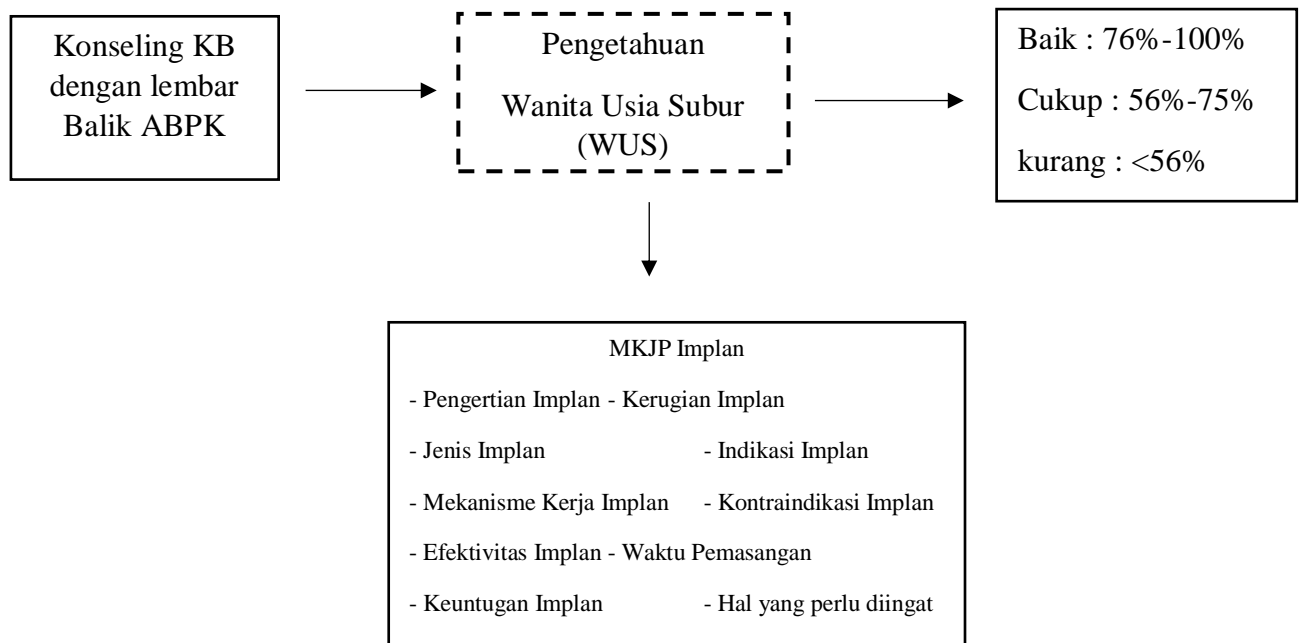 Konseling KB
dengan lembar
Balik ABPK
Pengetahuan
Wanita Usia Subur
(WUS)
Baik : 76%-100%
Cukup : 56%-75%
kurang : <56%
MKJP Implan
- Pengertian Implan - Kerugian Implan
- Jenis Implan - Indikasi Implan
- Mekanisme Kerja Implan - Kontraindikasi Implan
- Efektivitas Implan - Waktu Pemasangan
- Keuntugan Implan - Hal yang perlu diingat